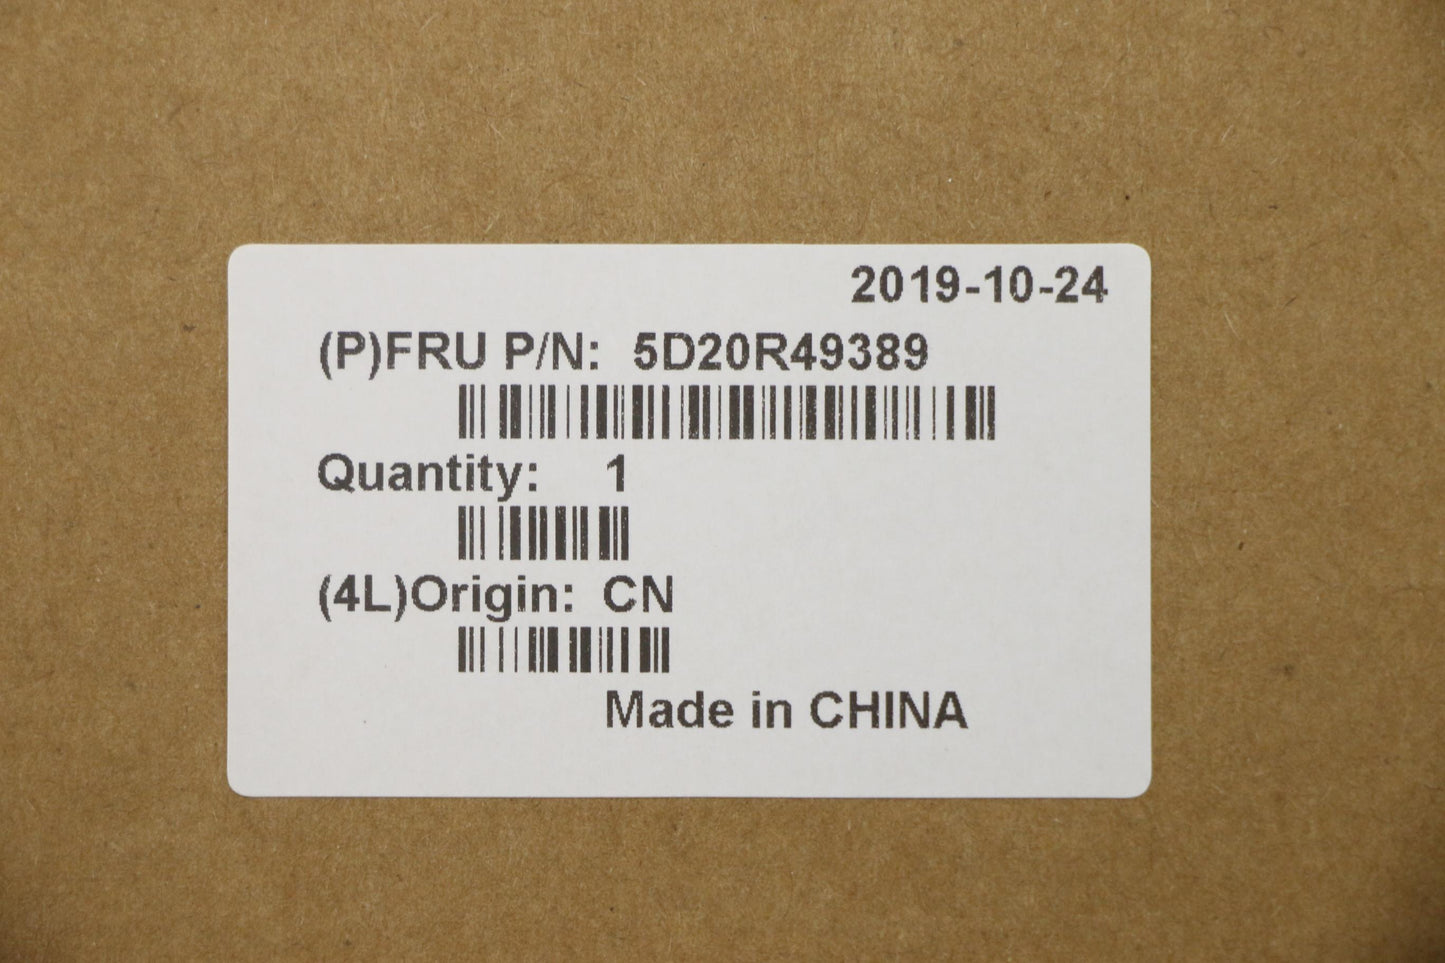 2019-10-24
(P)FRU P/N: 5D20R49389
Quantity: 1
(4L)Origin: CN
Made in CHINA